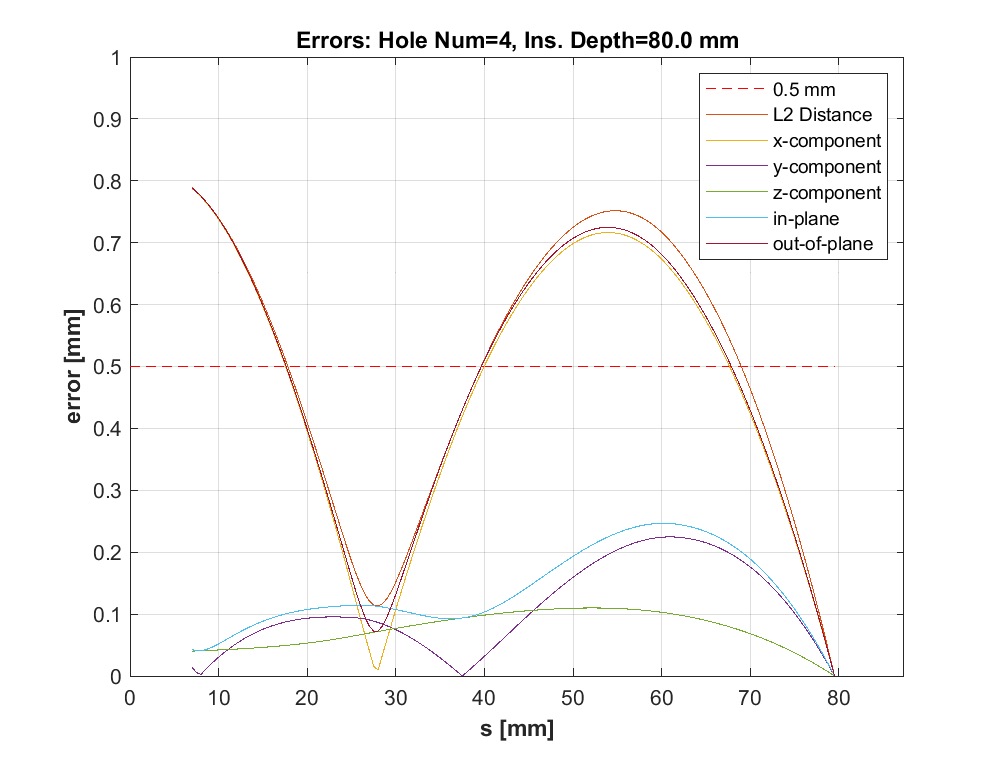 Errors: Hole Num=4, Ins. Depth=80.0 mm
1
0.9
0.8
0.7
0.6
0.5
0.4
0.3
0.2
0.1
0
error [mm]
0.5 mm
L2 Distance
x-component
y-component
z-component
in-plane
out-of-plane
0 10 20 30 40 50 60 70 80
s [mm]